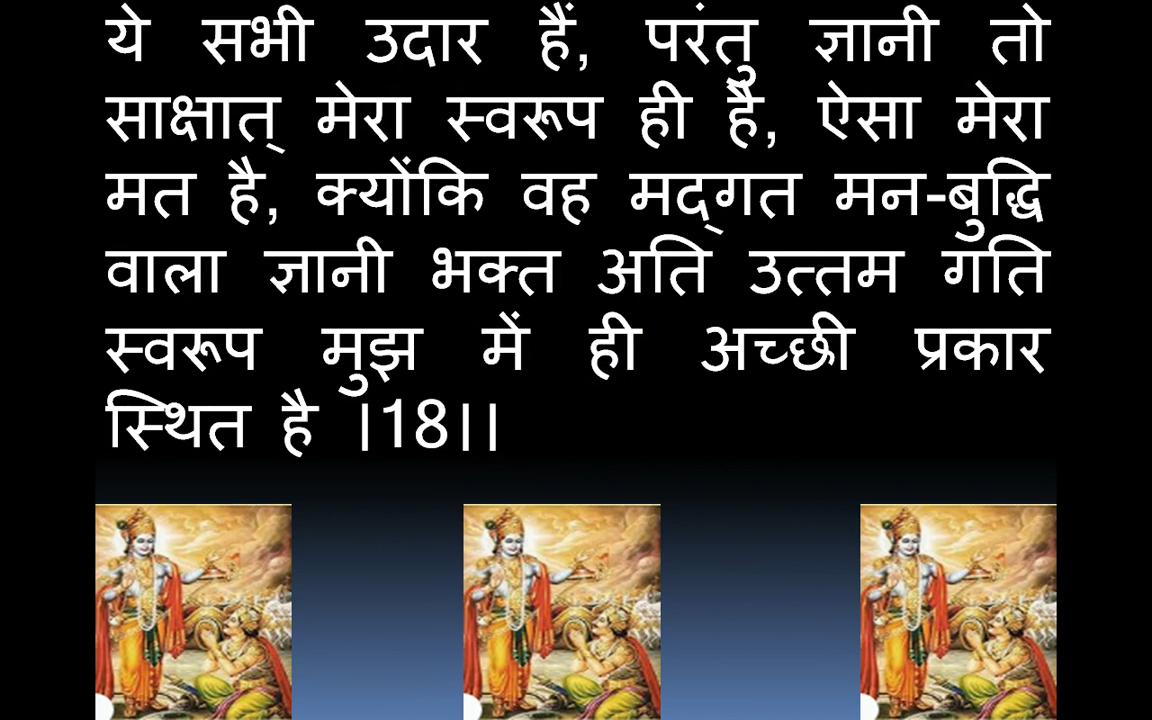 ये सभी उदार हैं, परंतु ज्ञानी तो
साक्षात् मेरा स्वरूप ही है, ऐसा मेरा
मत है, क्योंकि वह मद्‌गत मन-बुद्धि
वाला ज्ञानी भक्त अति उत्तम गति
स्वरूप मुझ में ही अच्छी प्रकार
स्थित है ।18।।